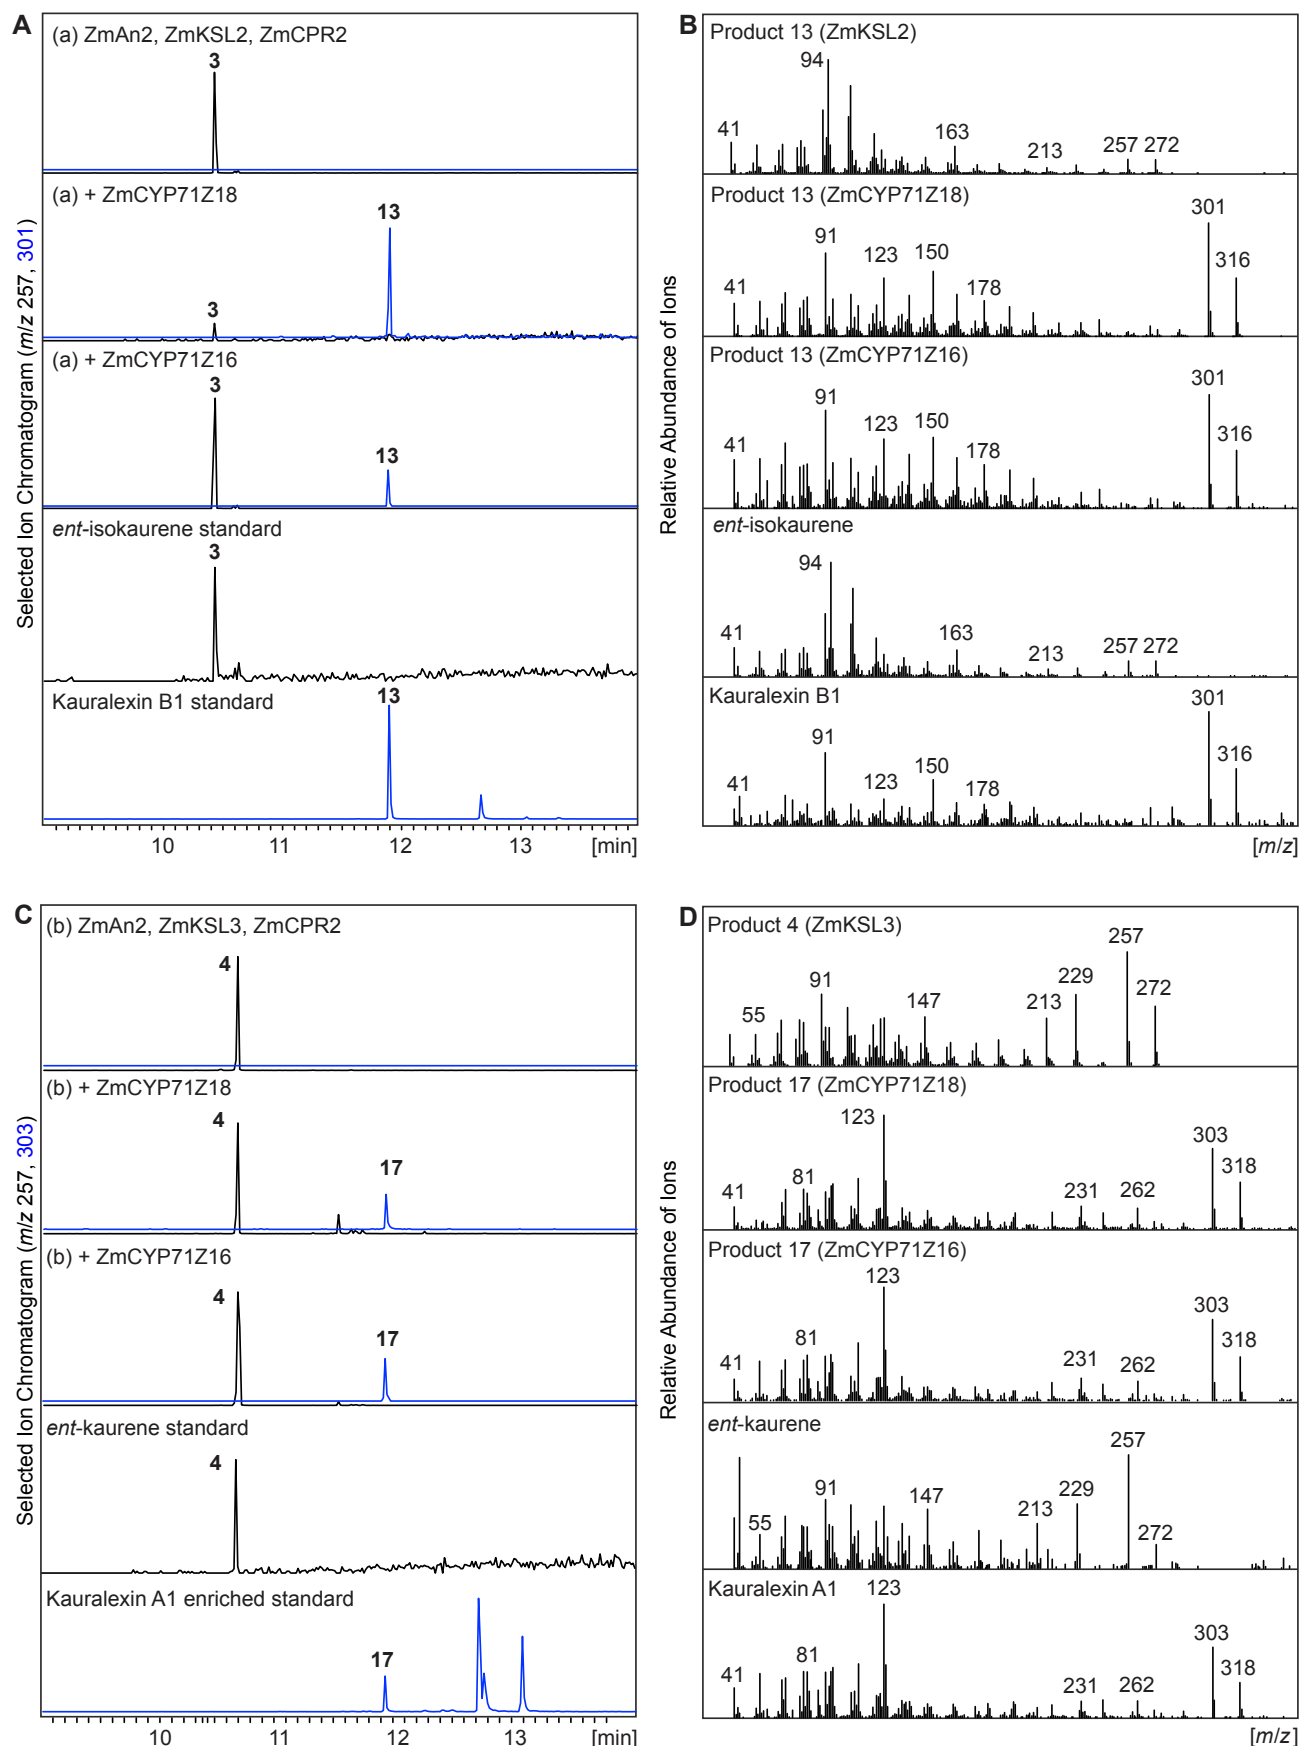 A
Selected Ion Chromatogram (m/z 257, 301)
(a) ZmAn2, ZmKSL2, ZmCPR2
3
(a) + ZmCYP71Z18
13
3
(a) + ZmCYP71Z16
3
13
ent-isokaurene standard
3
Kauralexin B1 standard
13
10 11 12 13 [min]
B
Relative Abundance of Ions
Product 13 (ZmKSL2)
94
41 163 213 257 272
Product 13 (ZmCYP71Z18)
301
91 123 150 316
41 178
Product 13 (ZmCYP71Z16)
301
91 123 150 316
41 178
ent-isokaurene
94
41 163 213 257 272
Kauralexin B1
301
91 150 316
41 123 178
[m/z]
C
Selected Ion Chromatogram (m/z 257, 303)
(b) ZmAn2, ZmKSL3, ZmCPR2
4
(b) + ZmCYP71Z18
4
17
(b) + ZmCYP71Z16
4
17
ent-kaurene standard
4
Kauralexin A1 enriched standard
17
10 11 12 13 [min]
D
Relative Abundance of Ions
Product 4 (ZmKSL3)
257
91 229 272
55 147 213
Product 17 (ZmCYP71Z18)
123 303
81 318
41 231 262
Product 17 (ZmCYP71Z16)
123
303
81 318
41 231 262
ent-kaurene
257
91 147 229
55 213 272
Kauralexin A1 123
303
81 318
41 231 262
[m/z]